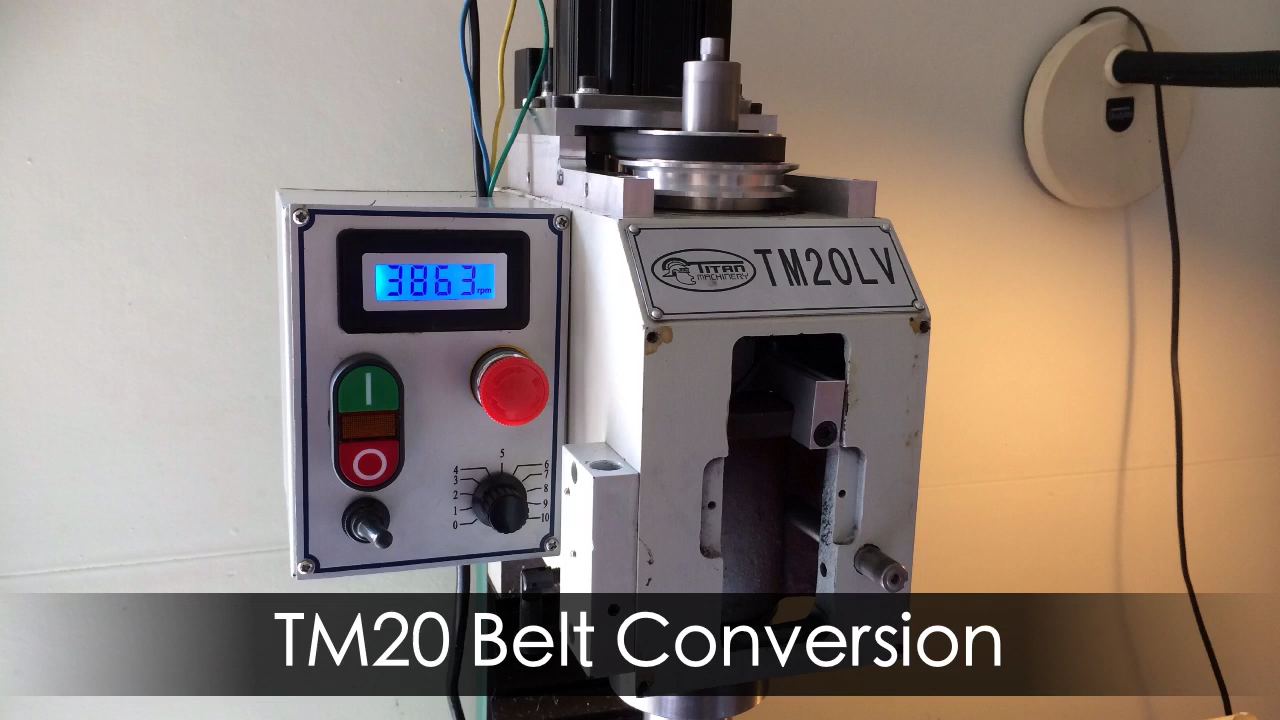 3863 rpm
TITAN
MACHINERY
TM20LV
I
O
5
4
6
3
7
2
8
1
9
0
10
TM20 Belt Conversion